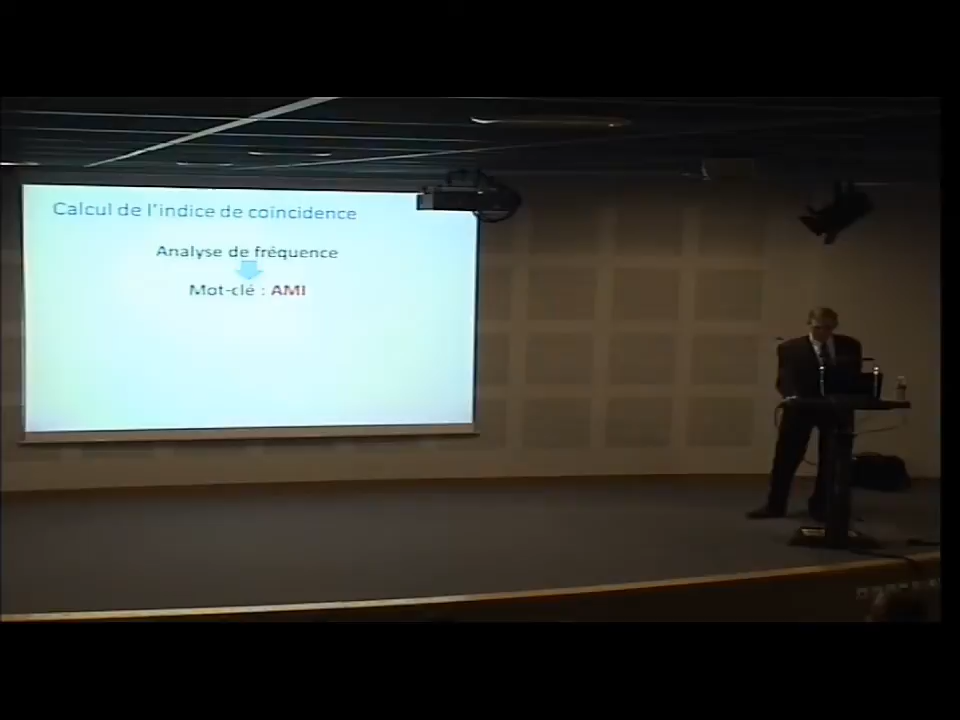 Calcul de l'indice de coïncidence
Analyse de fréquence
Mot-clé : AMI